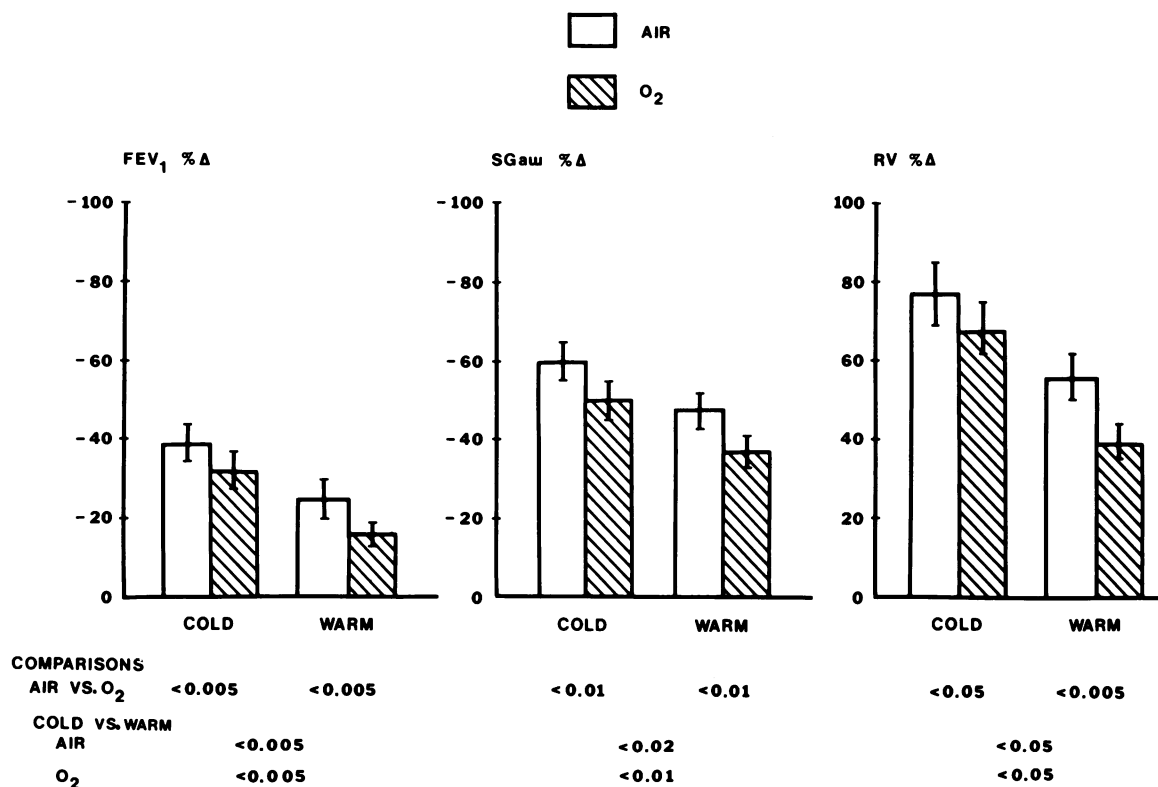 AIR
O₂
FEV₁ %Δ
-100
-80
-60
-40
-20
0
COLD WARM
SGaw %Δ
-100
-80
-60
-40
-20
0
COLD WARM
RV %Δ
100
80
60
40
20
0
COLD WARM
COMPARISONS
AIR VS. O₂ <0.005 <0.005 <0.01 <0.01 <0.05 <0.005
COLD VS. WARM
AIR <0.005 <0.02 <0.05
O₂ <0.005 <0.01 <0.05